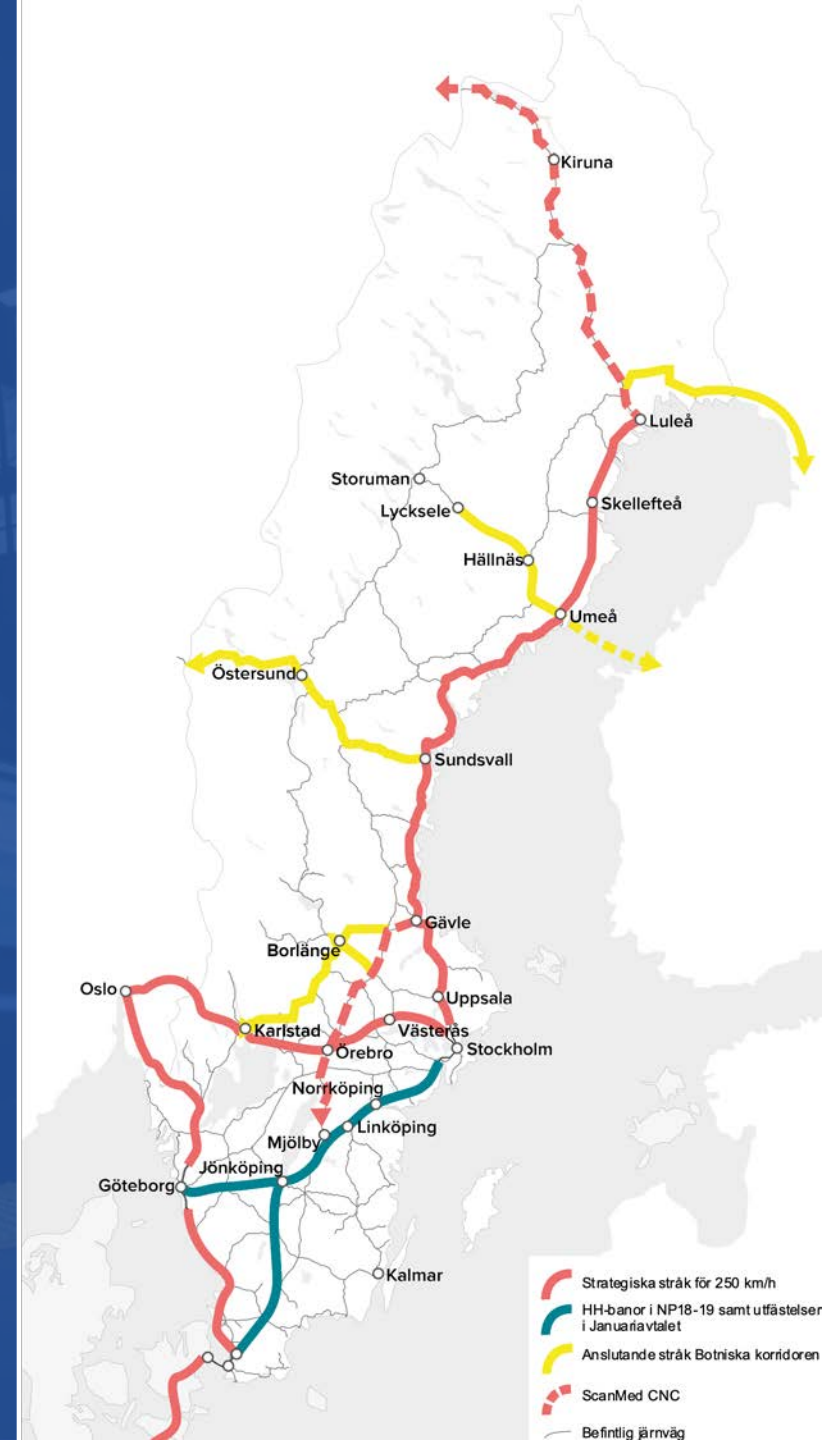 Kiruna
Luleå
Storuman
Skellefteå
Lycksele
Hällnäs
Umeå
Östersund
Sundsvall
Gävle
Borlänge
Oslo
Uppsala
Karlstad
Västerås
Örebro
Stockholm
Norrköping
Linköping
Mjölby
Jönköping
Göteborg
Kalmar
Strategiska stråk för 250 km/h
HH-banor i NP18-19 samt utfästelser
i Januariavtalet
Anslutande stråk Botniska korridoren
ScanMed CNC
Befintlig järnväg